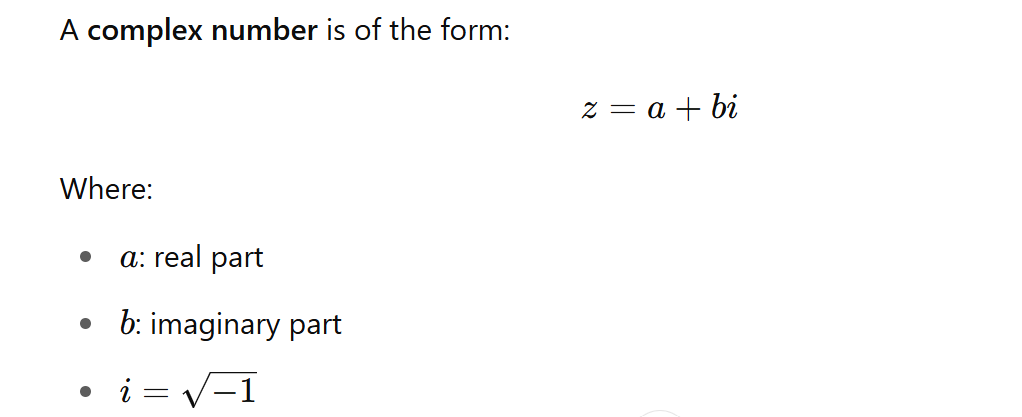 A complex number is of the form:
z = a + bi
Where:
• a: real part
• b: imaginary part
• i = √−1